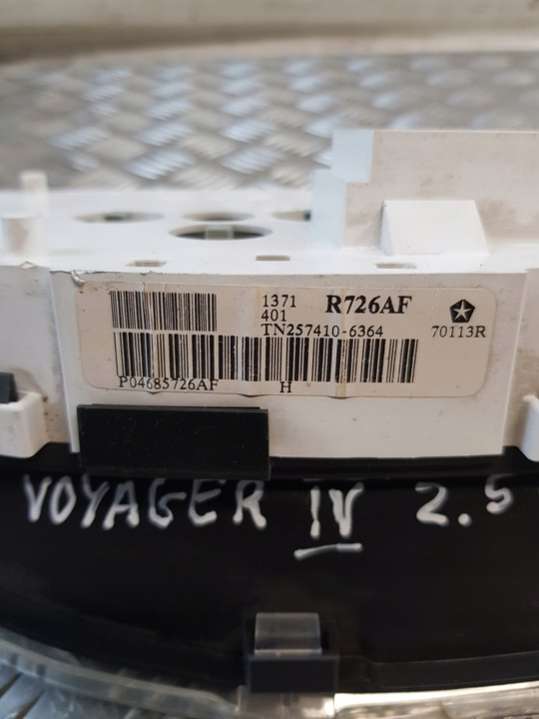 1371 R726AF
401
TN257410-6364 70113R
P04685726AF H
VOYAGER IV 2.5